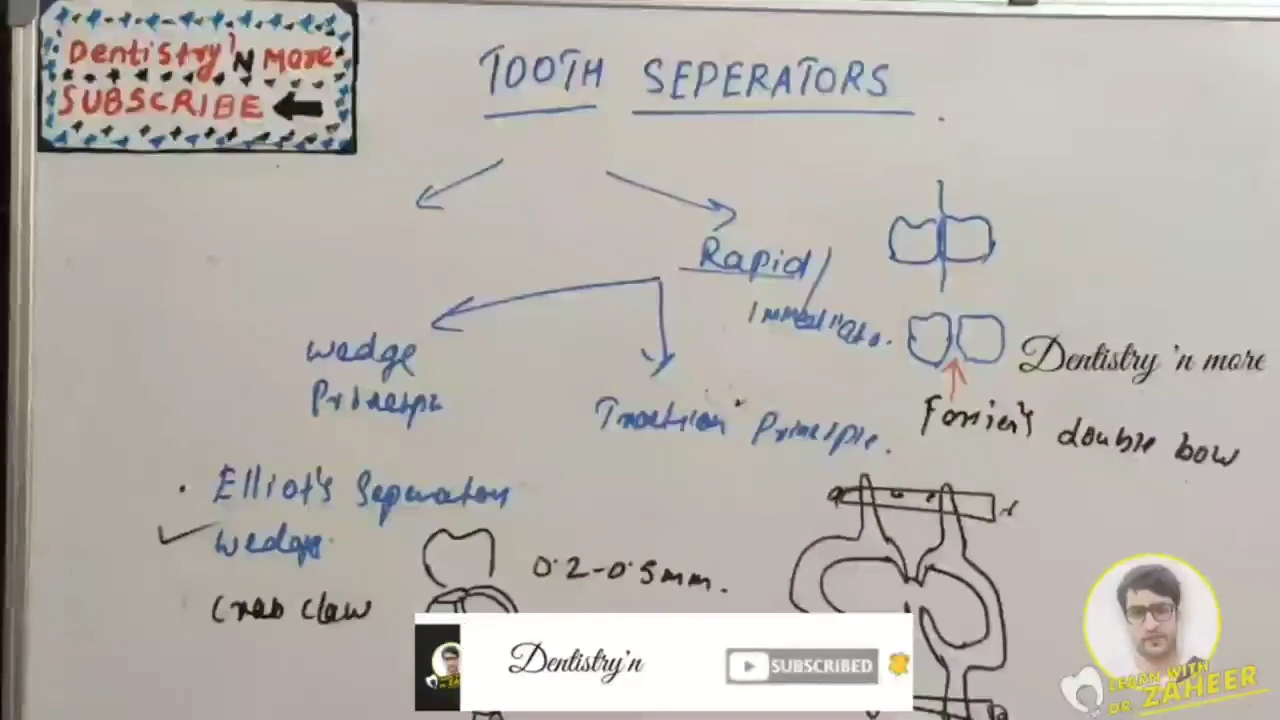 Dentistry'N More
SUBSCRIBE
TOOTH SEPERATORS
Rapid/
Immediate.
Dentistry 'n more
Wedge
Principle
Traction Principle.
Ferrier's double bow
Elliot's Separators
Wedge
0.2-0.5mm.
Crab claw
Dentistry'n
SUBSCRIBED
LEARN WITH
DR. ZAHEER